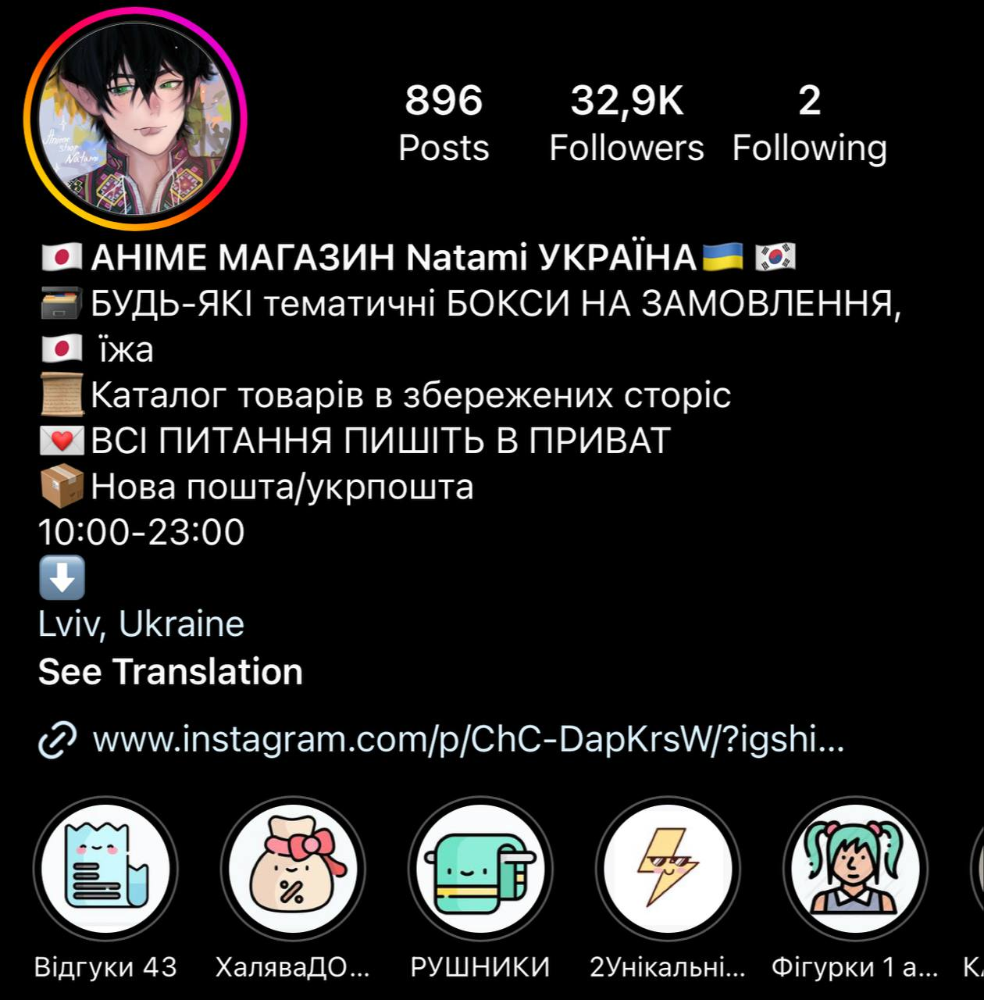 Anime
shop
Natami
896 32,9K 2
Posts Followers Following
🇯🇵АНІМЕ МАГАЗИН Natami УКРАЇНА🇺🇦 🇰🇷
🗃️БУДЬ-ЯКІ тематичні БОКСИ НА ЗАМОВЛЕННЯ,
🇯🇵 їжа
📜Каталог товарів в збережених сторіс
💌ВСІ ПИТАННЯ ПИШІТЬ В ПРИВАТ
📦Нова пошта/укрпошта
10:00-23:00
⬇️
Lviv, Ukraine
See Translation
www.instagram.com/p/ChC-DapKrsW/?igshi...
Відгуки 43 ХаляваДО... РУШНИКИ 2Унікальні... Фігурки 1 а...